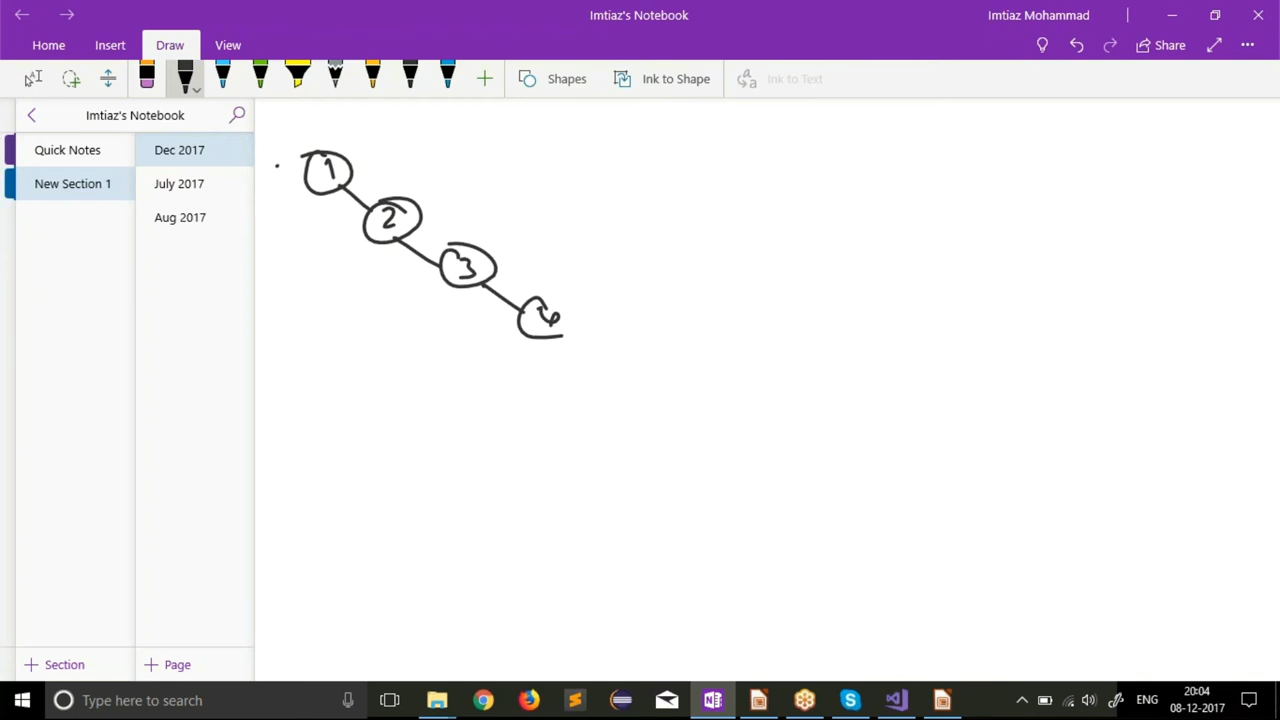 Imtiaz's Notebook
Imtiaz Mohammad
Home Insert Draw View
Share
Shapes
Ink to Shape
Ink to Text
Imtiaz's Notebook
Quick Notes
New Section 1
Dec 2017
July 2017
Aug 2017
1
2
3
Section
Page
Type here to search
ENG
20:04
08-12-2017